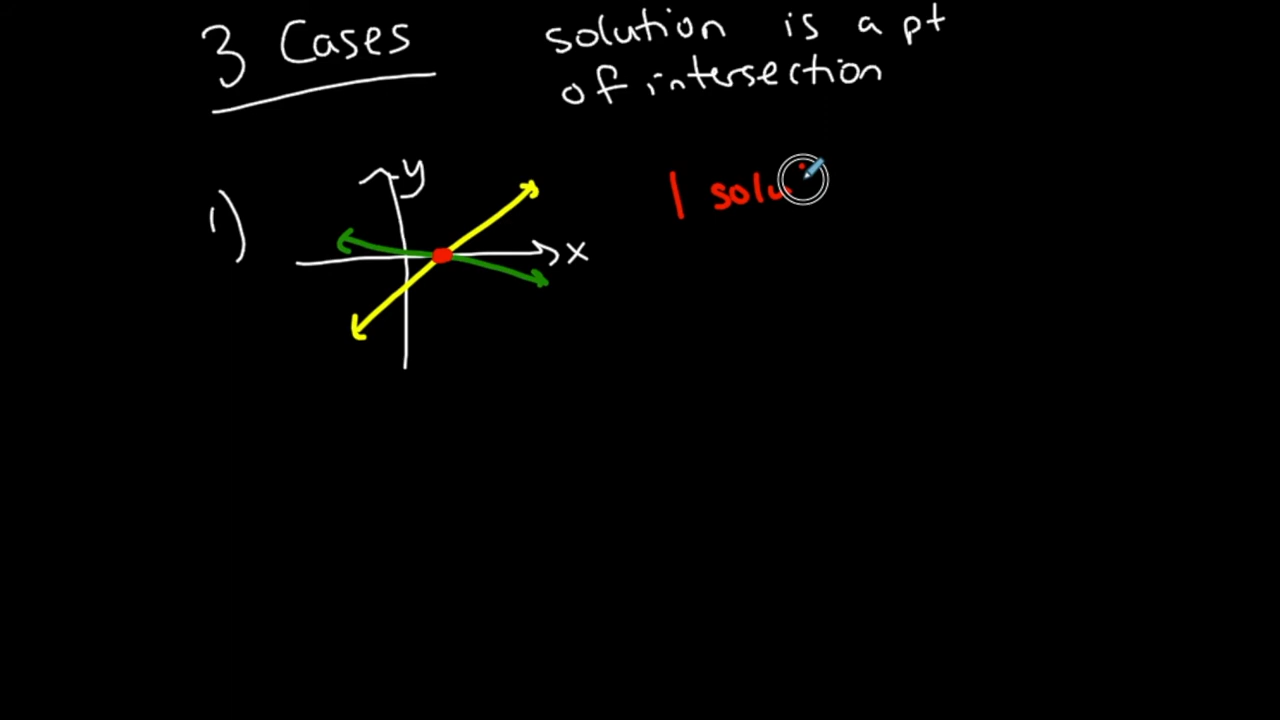 3 Cases
solution is a pt
of intersection
1)
y
x
1 solu